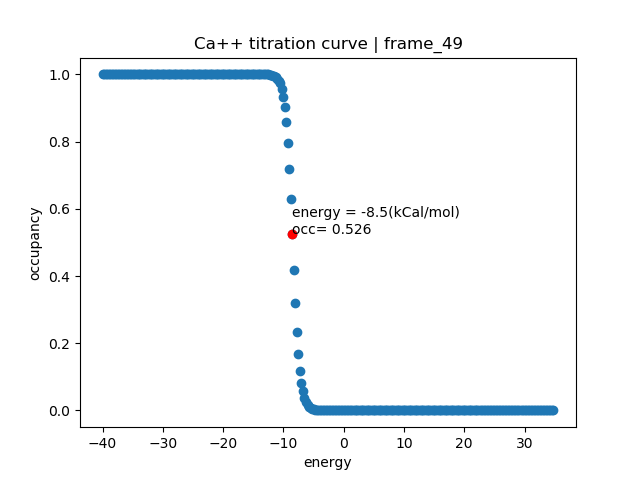 Ca++ titration curve | frame_49
1.0
0.8
0.6
0.4
0.2
0.0
occupancy
energy = -8.5(kCal/mol)
occ= 0.526
−40 −30 −20 −10 0 10 20 30
energy